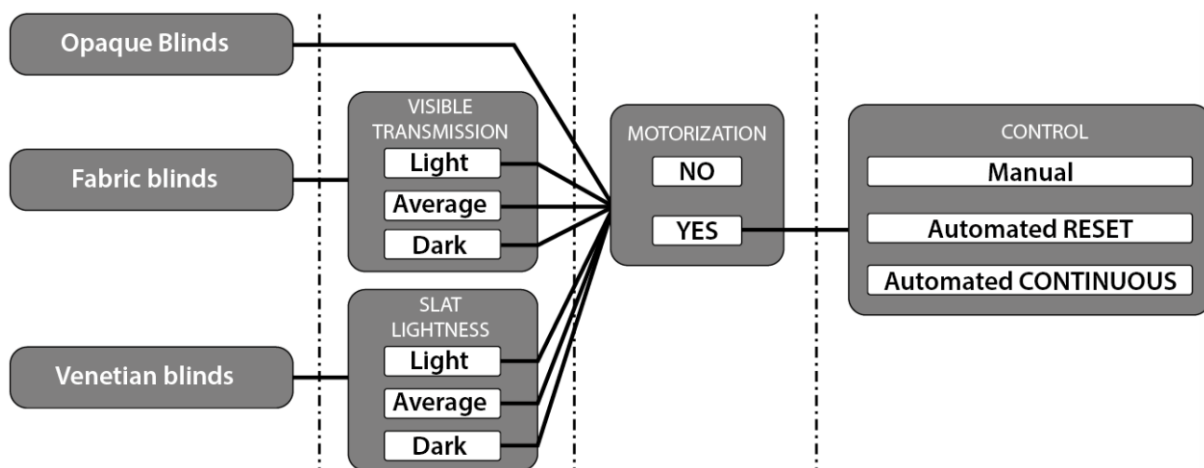 Opaque Blinds
Fabric blinds
Venetian blinds
VISIBLE
TRANSMISSION
Light
Average
Dark
SLAT
LIGHTNESS
Light
Average
Dark
MOTORIZATION
NO
YES
CONTROL
Manual
Automated RESET
Automated CONTINUOUS